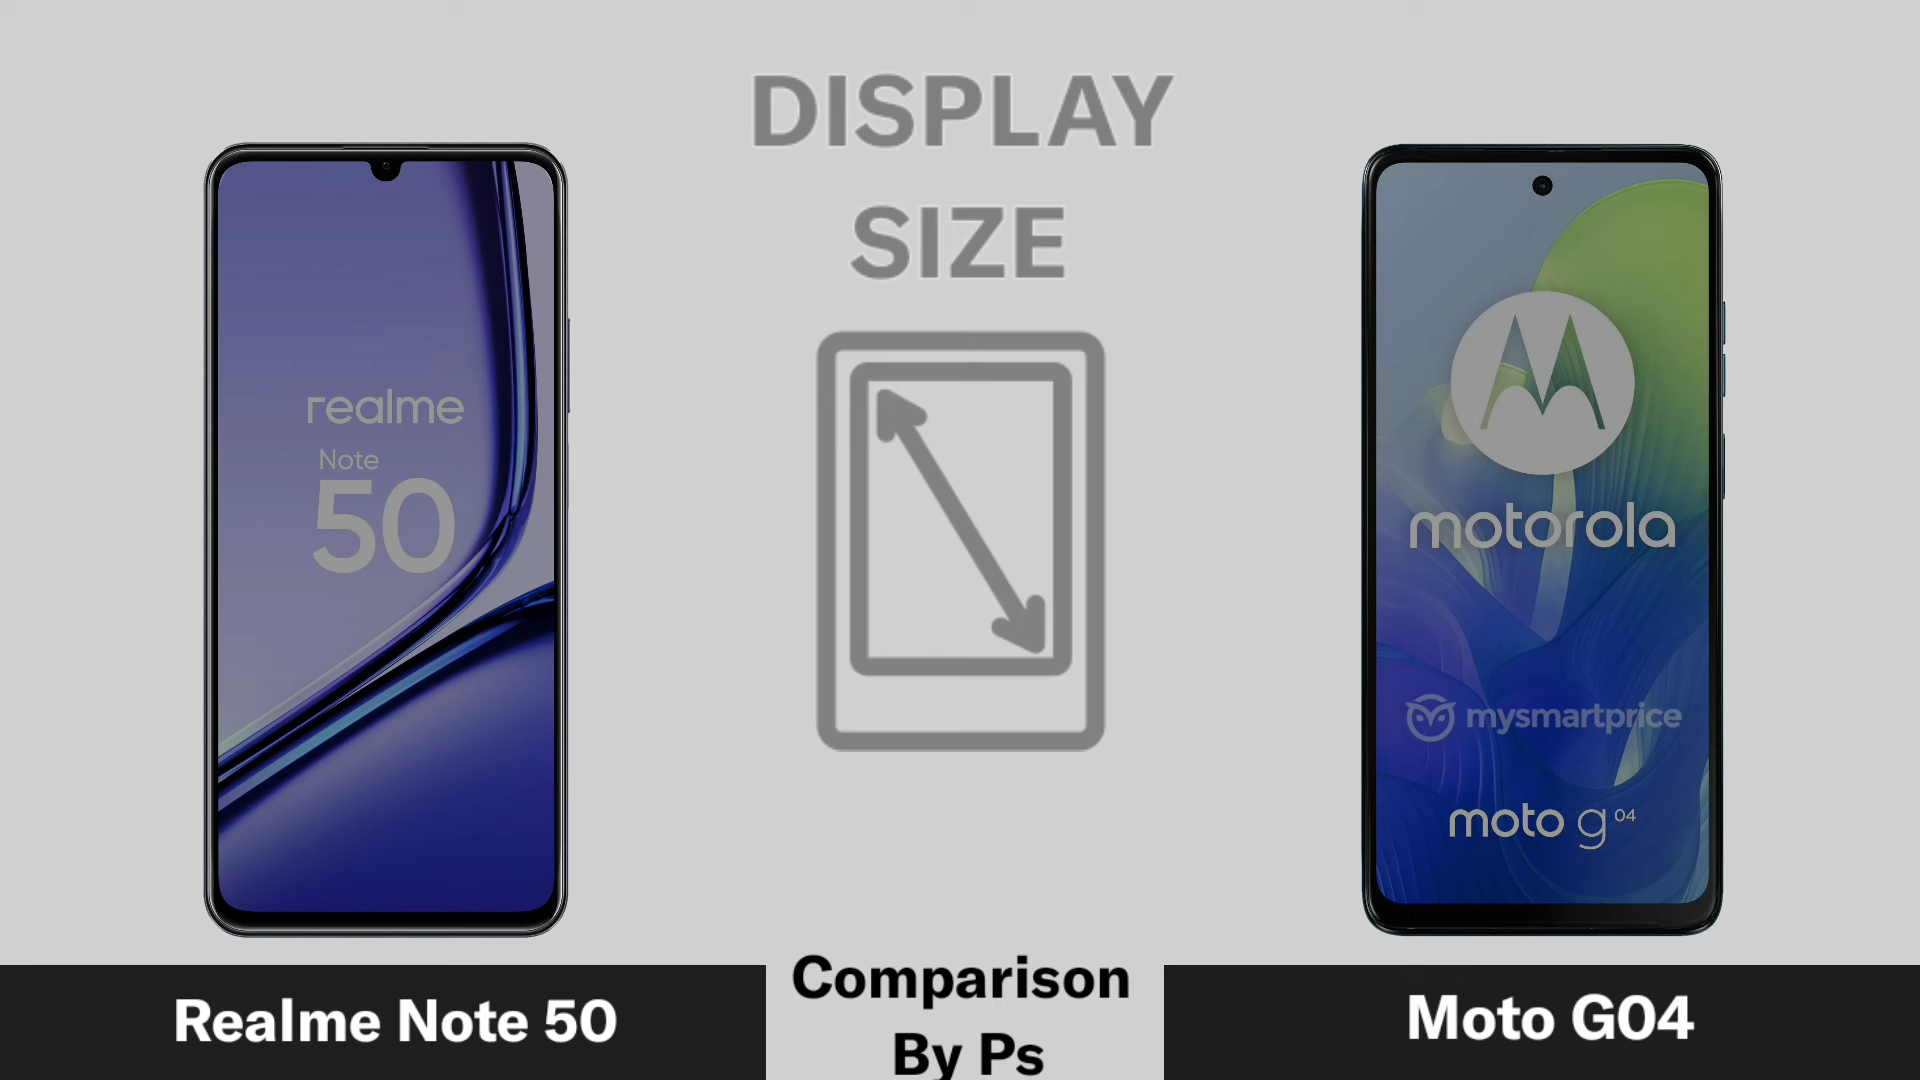 DISPLAY
SIZE
realme
Note
50
motorola
mysmartprice
moto g 04
Realme Note 50
Comparison
By Ps
Moto G04